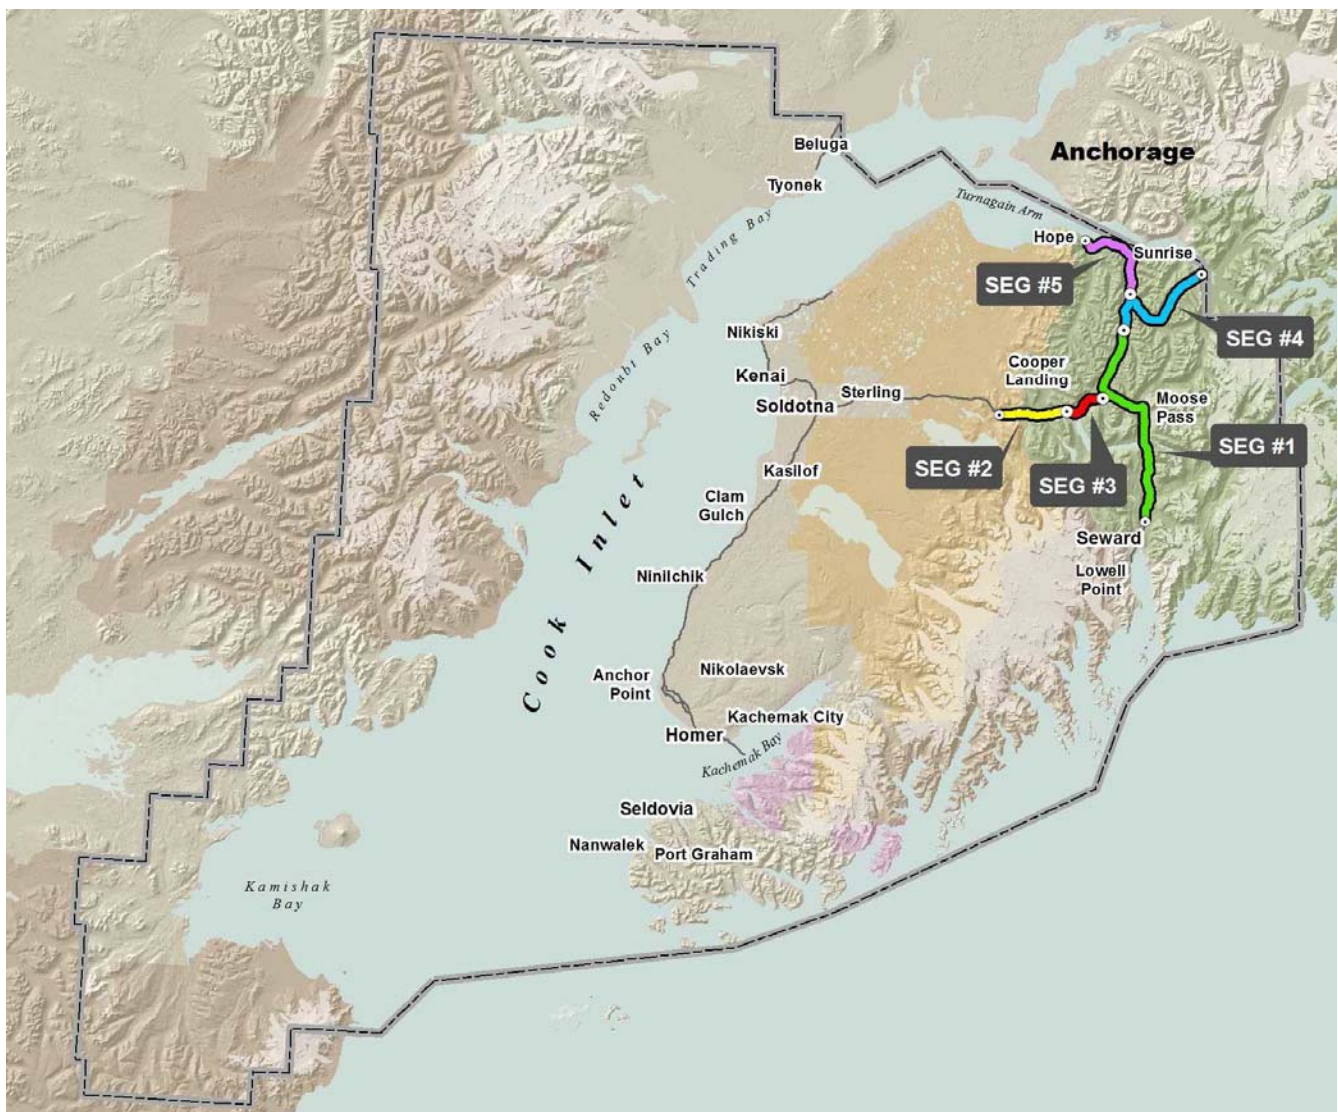 Beluga
Anchorage
Tyonek
Turnagain Arm
Trading Bay
Hope
Sunrise
SEG #5
SEG #4
Redoubt Bay
Nikiski
Kenai
Cooper
Landing
Sterling
Soldotna
Moose
Pass
SEG #1
SEG #2
SEG #3
Kasilof
Clam
Gulch
Cook Inlet
Seward
Ninilchik
Lowell
Point
Nikolaevsk
Anchor
Point
Kachemak City
Homer
Kachemak Bay
Seldovia
Nanwalek
Port Graham
Kamishak
Bay